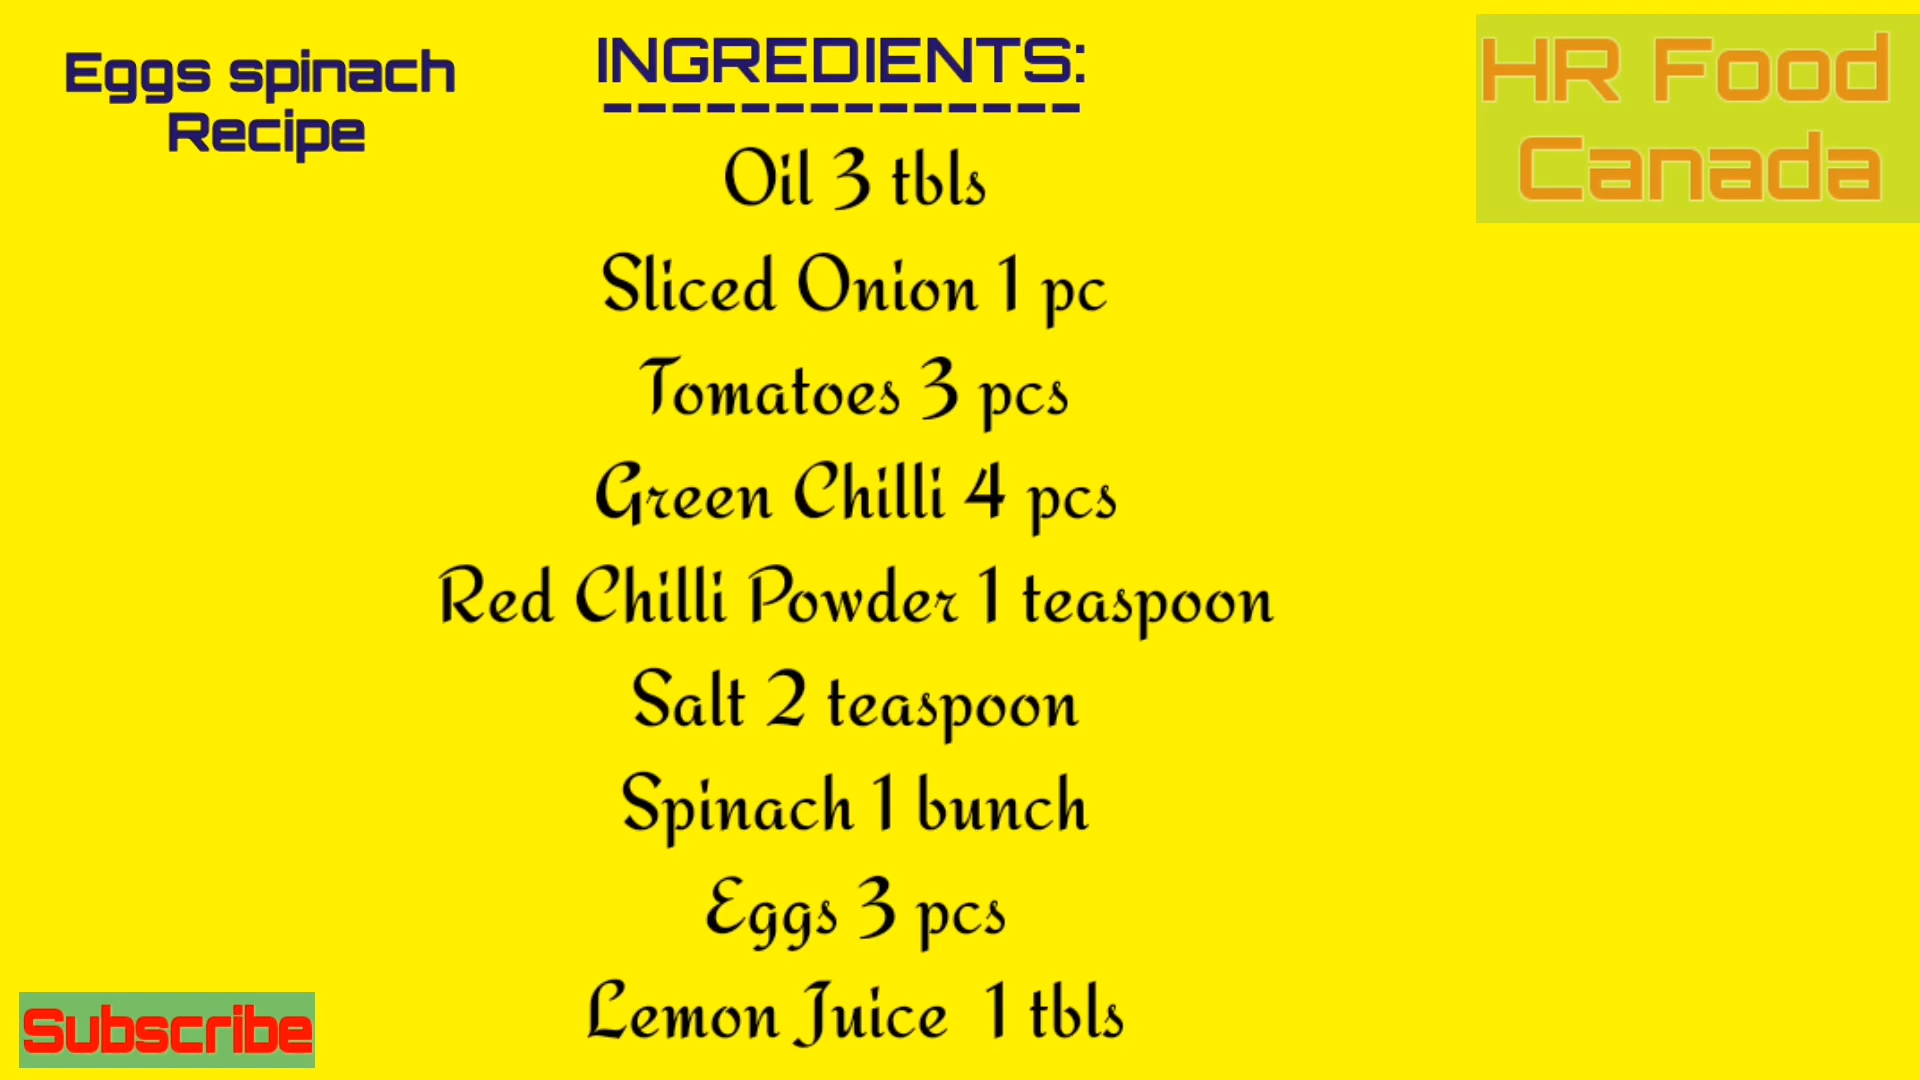 Eggs spinach
Recipe
INGREDIENTS:
--------------
Oil 3 tbls
Sliced Onion 1 pc
Tomatoes 3 pcs
Green Chilli 4 pcs
Red Chilli Powder 1 teaspoon
Salt 2 teaspoon
Spinach 1 bunch
Eggs 3 pcs
Lemon Juice 1 tbls
HR Food
Canada
Subscribe